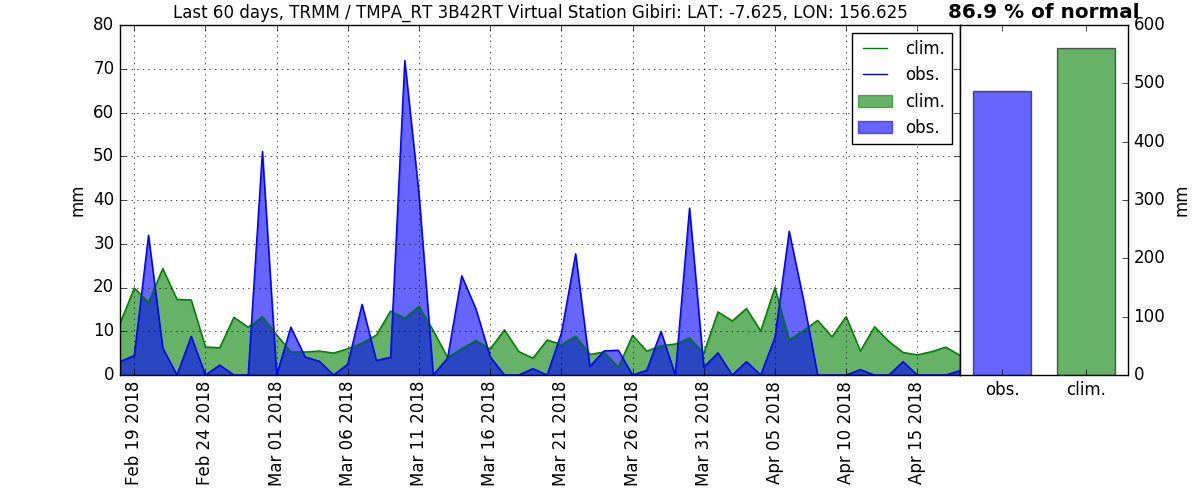 Last 60 days, TRMM / TMPA_RT 3B42RT Virtual Station Gibiri: LAT: -7.625, LON: 156.625
86.9 % of normal
80
70
60
50
40
30
20
10
0
mm
clim.
obs.
clim.
obs.
Feb 19 2018
Feb 24 2018
Mar 01 2018
Mar 06 2018
Mar 11 2018
Mar 16 2018
Mar 21 2018
Mar 26 2018
Mar 31 2018
Apr 05 2018
Apr 10 2018
Apr 15 2018
600
500
400
300
200
100
0
mm
obs.
clim.